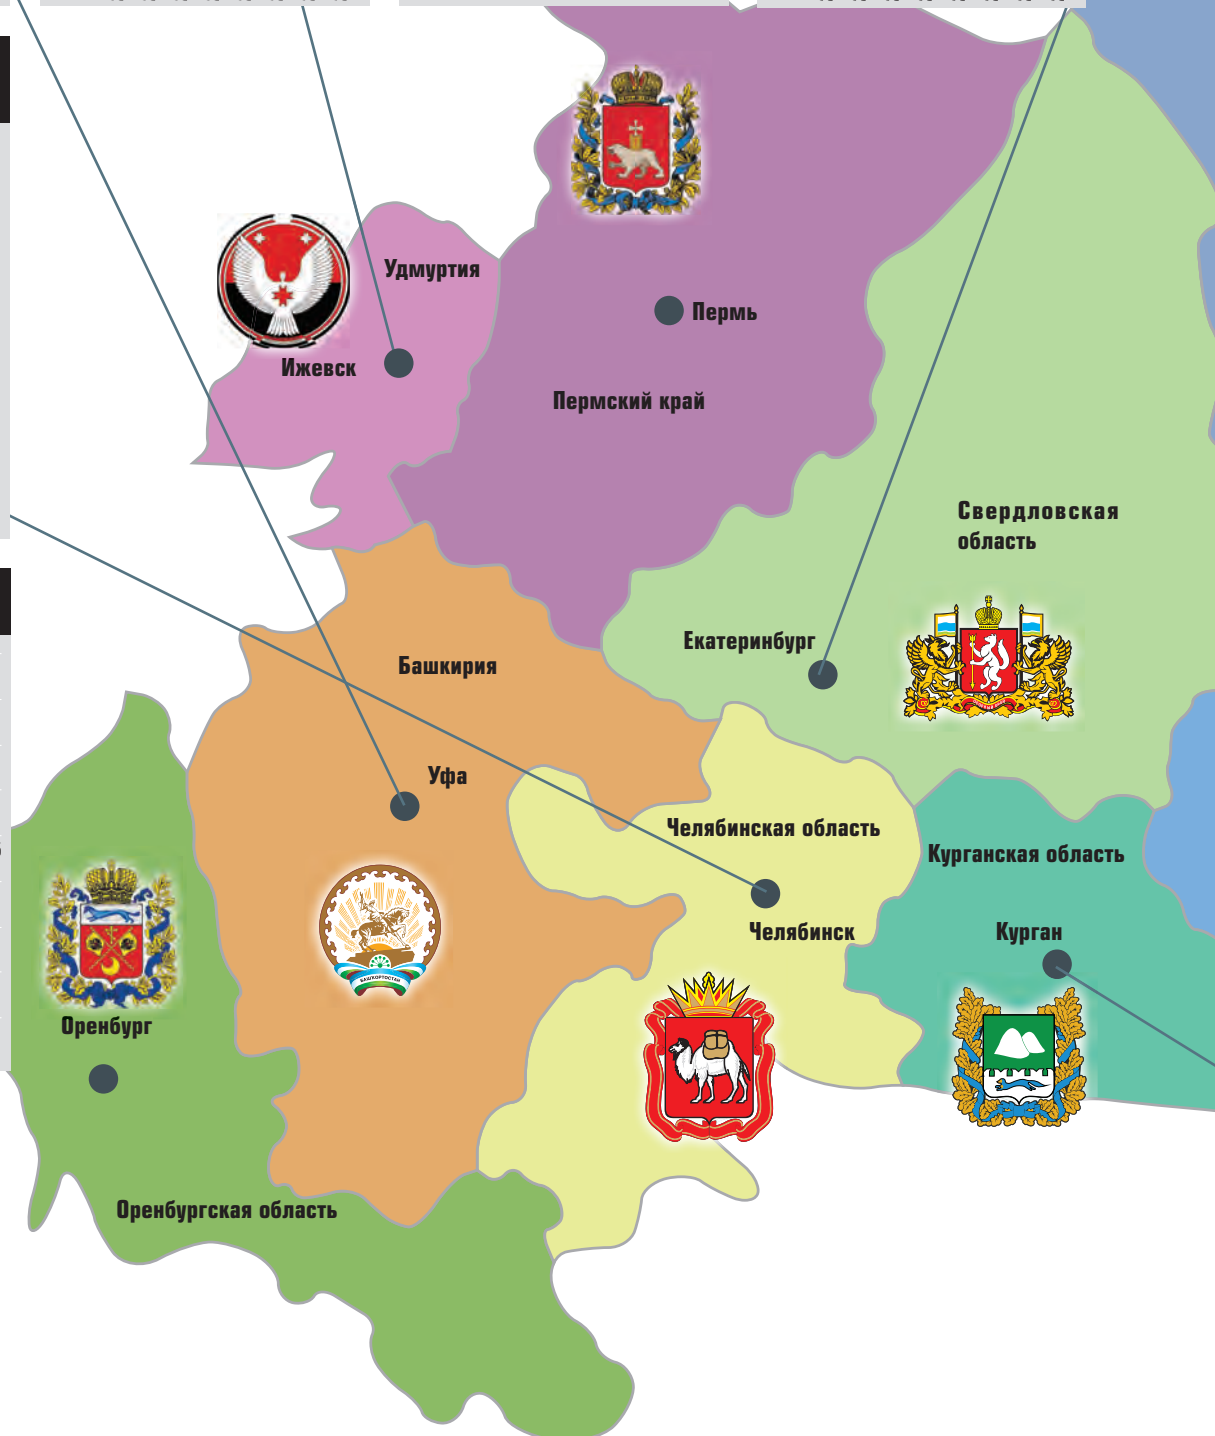 Удмуртия
Пермь
Ижевск
Пермский край
Свердловская
область
Екатеринбург
Башкирия
Уфа
Челябинская область
Курганская область
Челябинск
Курган
БАШКОРТОСТАН
Оренбург
Оренбургская область